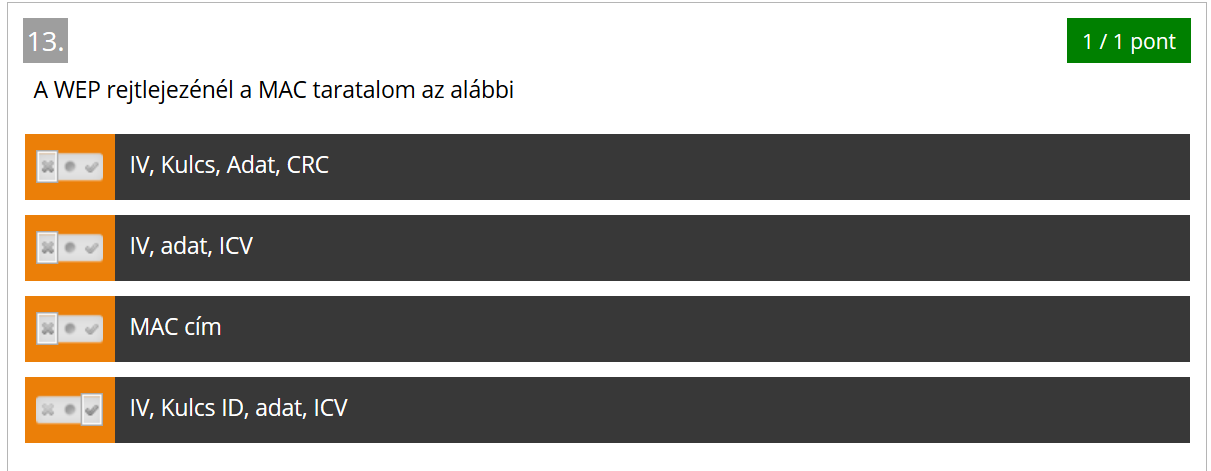 13.
1 / 1 pont
A WEP rejtlejezénél a MAC taratalom az alábbi
IV, Kulcs, Adat, CRC
IV, adat, ICV
MAC cím
IV, Kulcs ID, adat, ICV